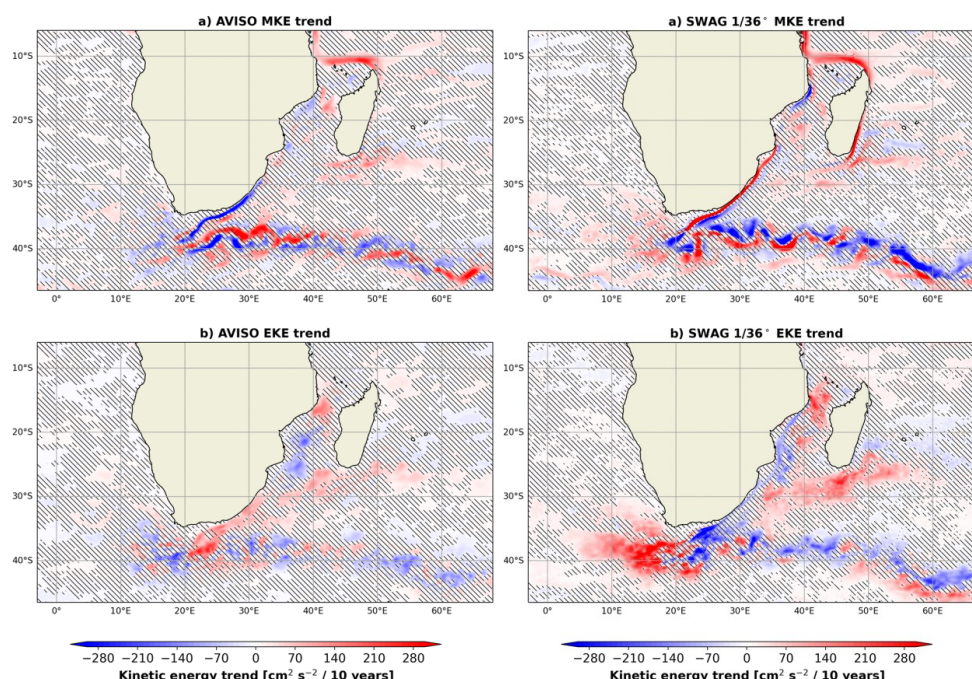 a) AVISO MKE trend
10°S
20°S
30°S
40°S
0°
10°E
20°E
30°E
40°E
50°E
60°E
a) SWAG 1/36° MKE trend
10°S
20°S
30°S
40°S
0°
10°E
20°E
30°E
40°E
50°E
60°E
b) AVISO EKE trend
10°S
20°S
30°S
40°S
0°
10°E
20°E
30°E
40°E
50°E
60°E
b) SWAG 1/36° EKE trend
10°S
20°S
30°S
40°S
0°
10°E
20°E
30°E
40°E
50°E
60°E
−280 −210 −140 −70 0 70 140 210 280
Kinetic energy trend [cm² s⁻² / 10 years]
−280 −210 −140 −70 0 70 140 210 280
Kinetic energy trend [cm² s⁻² / 10 years]